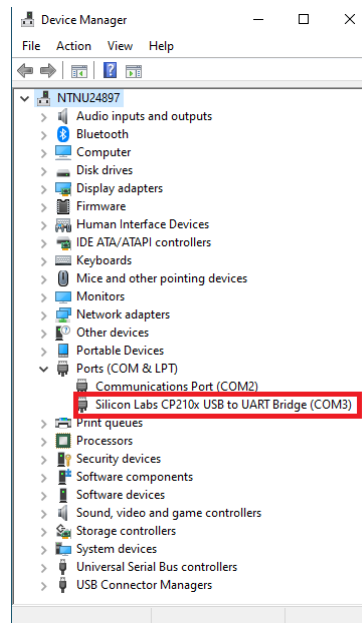 Device Manager
File Action View Help
NTNU24897
Audio inputs and outputs
Bluetooth
Computer
Disk drives
Display adapters
Firmware
Human Interface Devices
IDE ATA/ATAPI controllers
Keyboards
Mice and other pointing devices
Monitors
Network adapters
Other devices
Portable Devices
Ports (COM & LPT)
Communications Port (COM2)
Silicon Labs CP210x USB to UART Bridge (COM3)
Print queues
Processors
Security devices
Software components
Software devices
Sound, video and game controllers
Storage controllers
System devices
Universal Serial Bus controllers
USB Connector Managers